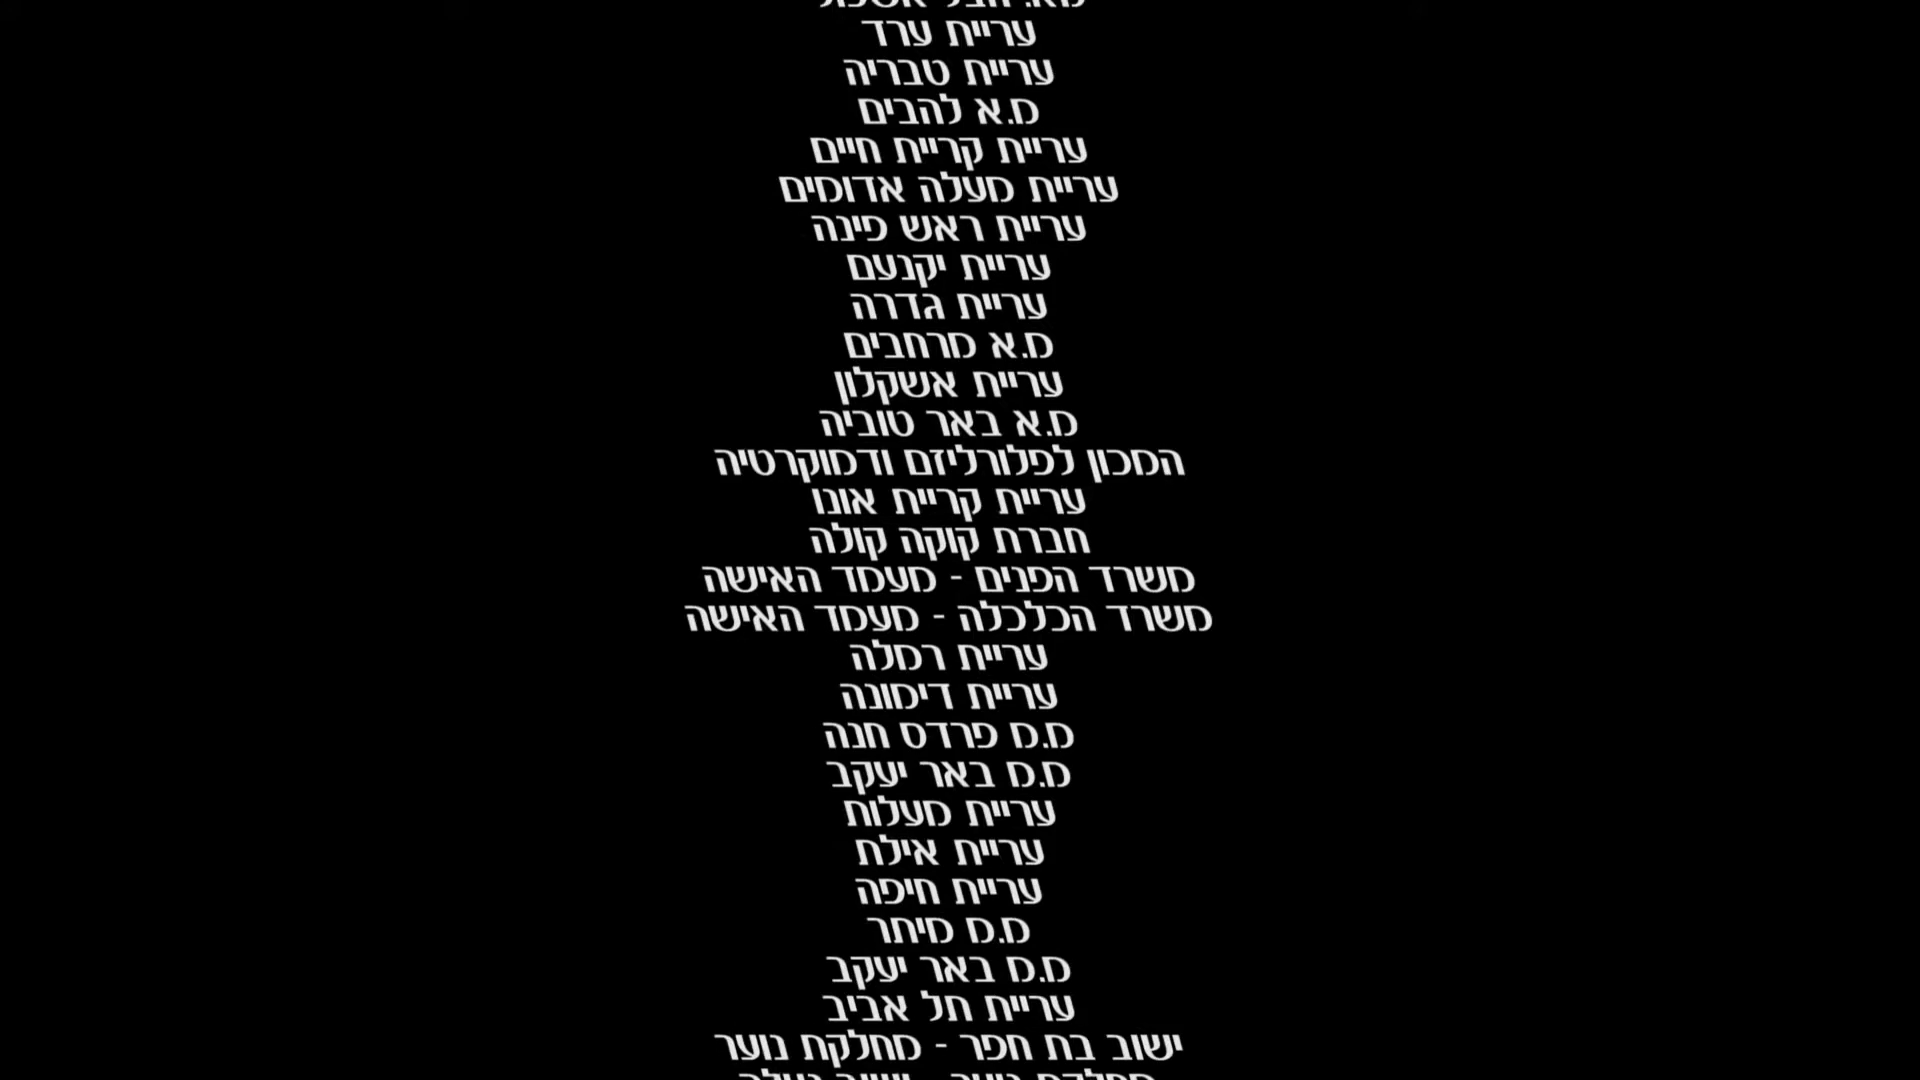 מ.א. חבל אשכול
עריית ערד
עריית טבריה
מ.א להבים
עריית קריית חיים
עריית מעלה אדומים
עריית ראש פינה
עריית יקנעם
עריית גדרה
מ.א מרחבים
עריית אשקלון
מ.א באר טוביה
המכון לפלורליזם ודמוקרטיה
עריית קריית אונו
חברת קוקה קולה
משרד הפנים - מעמד האישה
משרד הכלכלה - מעמד האישה
עריית רמלה
עריית דימונה
מ.מ פרדס חנה
מ.מ באר יעקב
עריית מעלות
עריית אילת
עריית חיפה
מ.מ מיתר
מ.מ באר יעקב
עריית תל אביב
ישוב בת חפר - מחלקת נוער